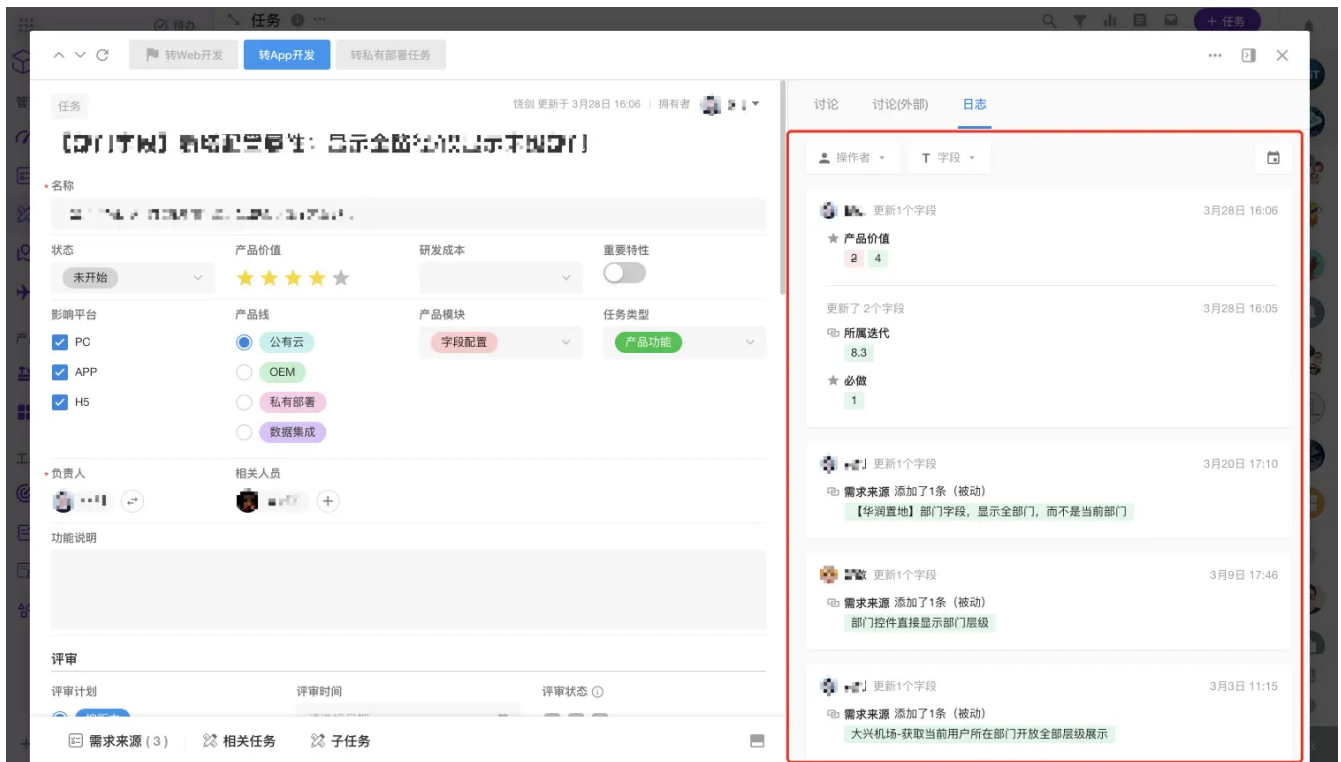 待办
任务
+ 任务
转Web开发
转App开发
转私有部署任务
任务
饶剑 更新于 3月28日 16:06
拥有者
名称
状态
产品价值
研发成本
重要特性
未开始
影响平台
产品线
产品模块
任务类型
PC
公有云
字段配置
产品功能
APP
OEM
H5
私有部署
数据集成
负责人
相关人员
功能说明
评审
评审计划
评审时间
评审状态
需求来源 (3)
相关任务
子任务
讨论
讨论(外部)
日志
操作者
字段
更新1个字段
3月28日 16:06
产品价值
2 4
更新了 2个字段
3月28日 16:05
所属迭代
8.3
必做
1
更新1个字段
3月20日 17:10
需求来源 添加了1条（被动）
【华润置地】部门字段，显示全部门，而不是当前部门
更新1个字段
3月9日 17:46
需求来源 添加了1条（被动）
部门控件直接显示部门层级
更新1个字段
3月3日 11:15
需求来源 添加了1条（被动）
大兴机场-获取当前用户所在部门开放全部层级展示